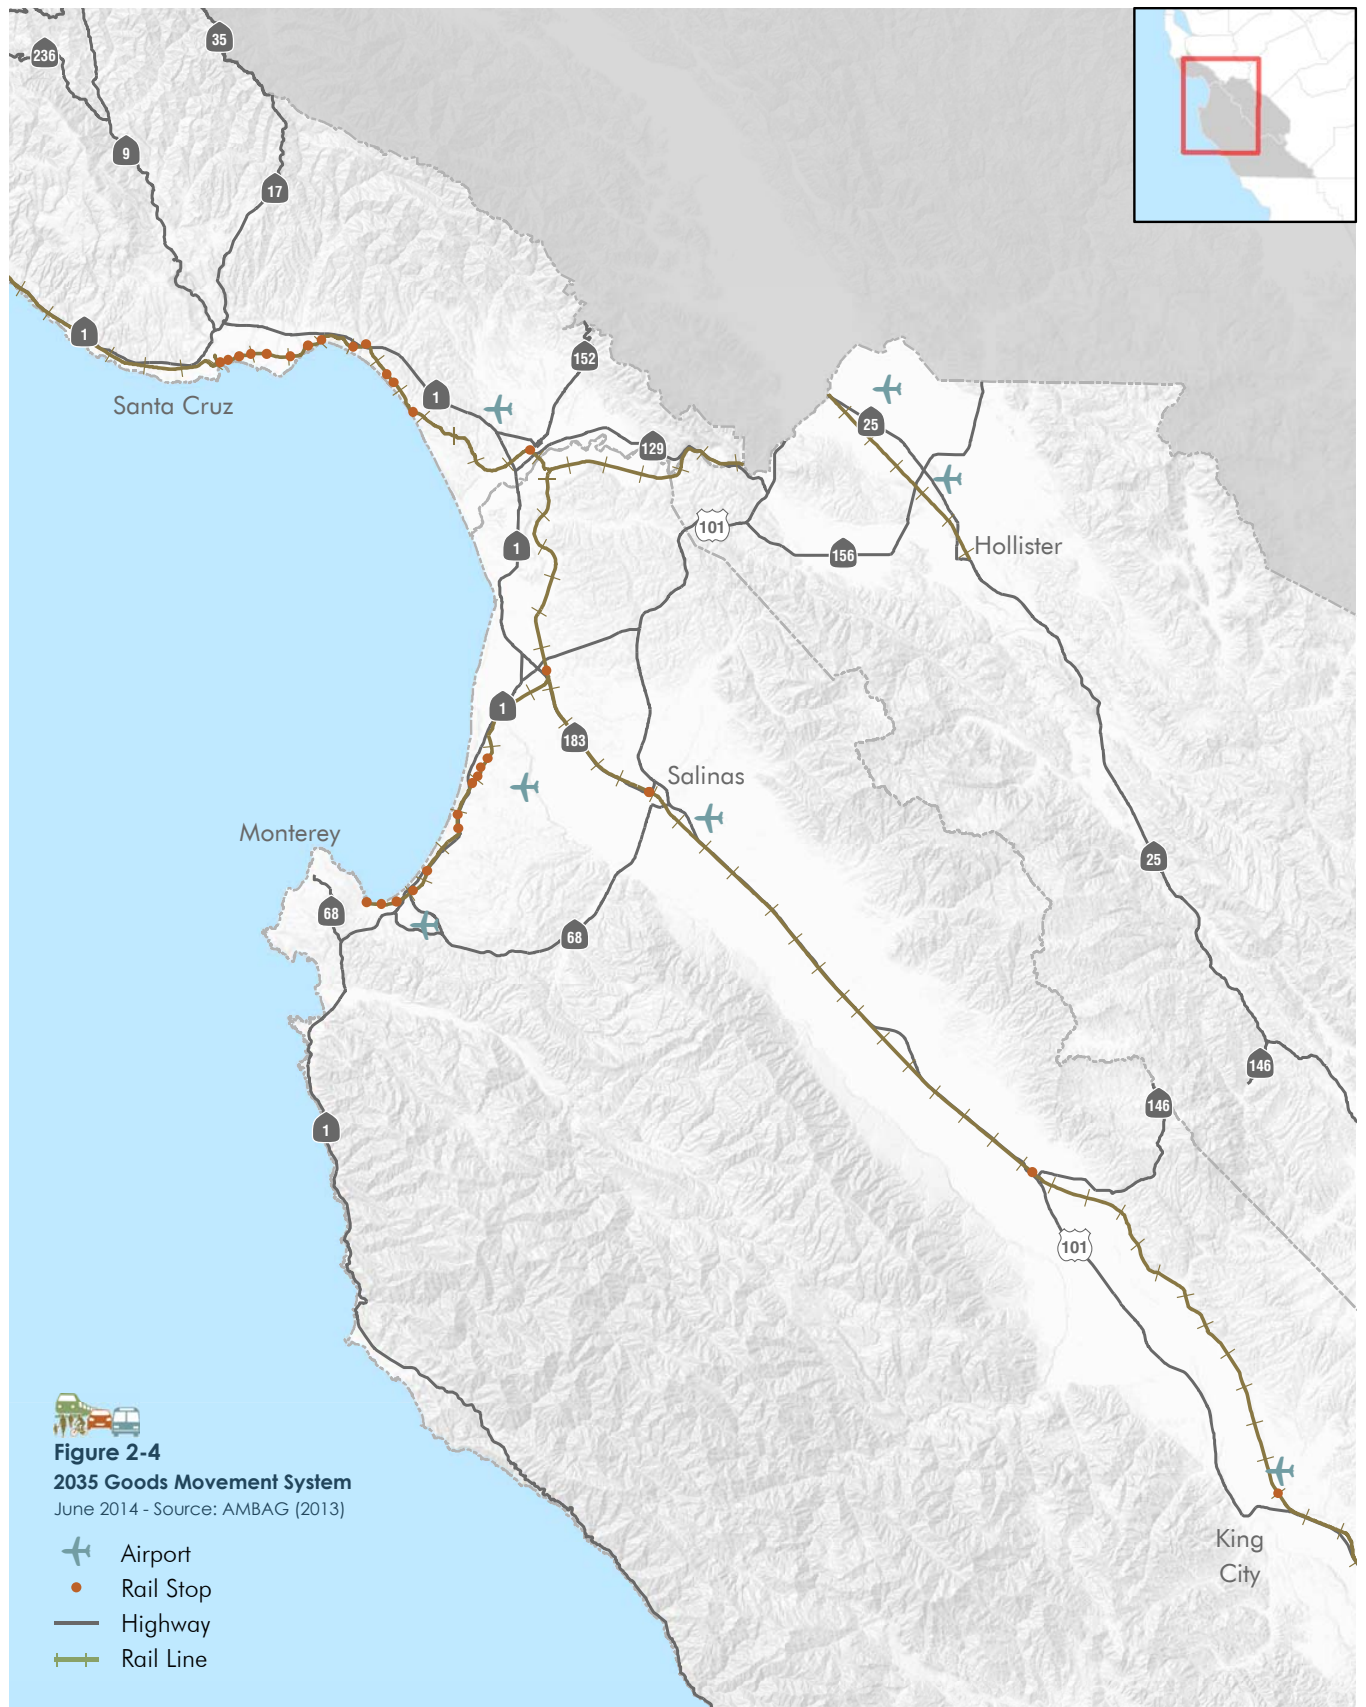 35
236
9
17
1
Santa Cruz
152
1
25
129
101
1
156
Hollister
1
183
Salinas
Monterey
25
68
68
146
146
1
101
Figure 2-4
2035 Goods Movement System
June 2014 - Source: AMBAG (2013)
Airport
Rail Stop
Highway
Rail Line
King
City